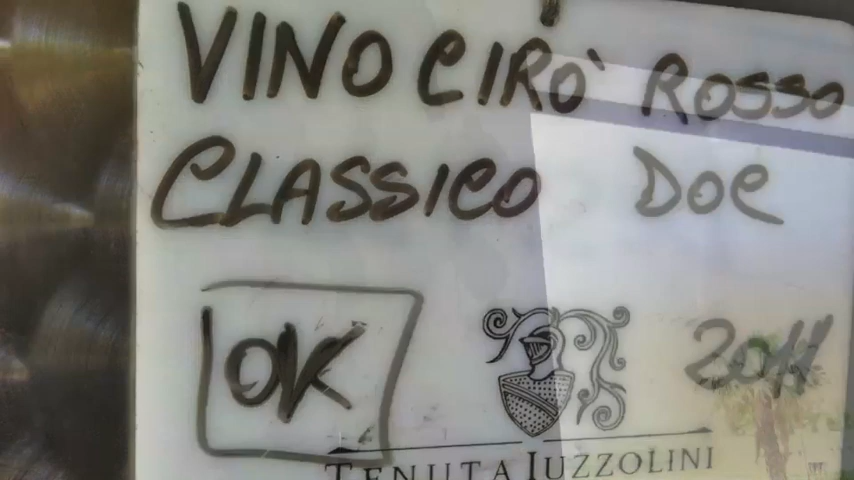 VINO CIRÒ ROSSO
CLASSICO DOC
OK
2011
TENUTA IUZZOLINI